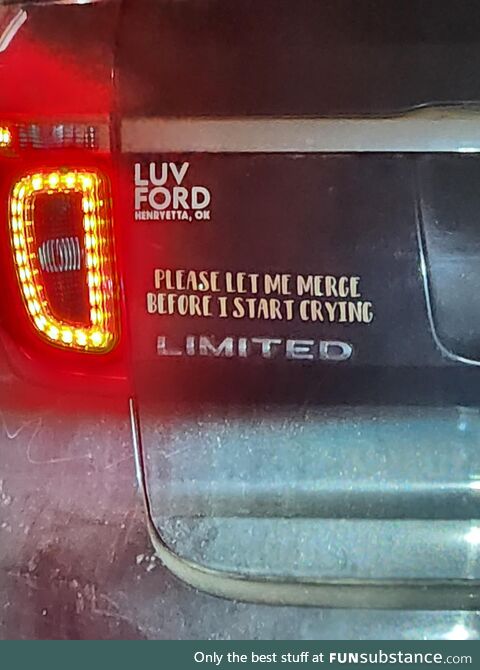 LUV
FORD
HENRYETTA, OK
PLEASE LET ME MERGE
BEFORE I START CRYING
LIMITED
Only the best stuff at FUNsubstance.com